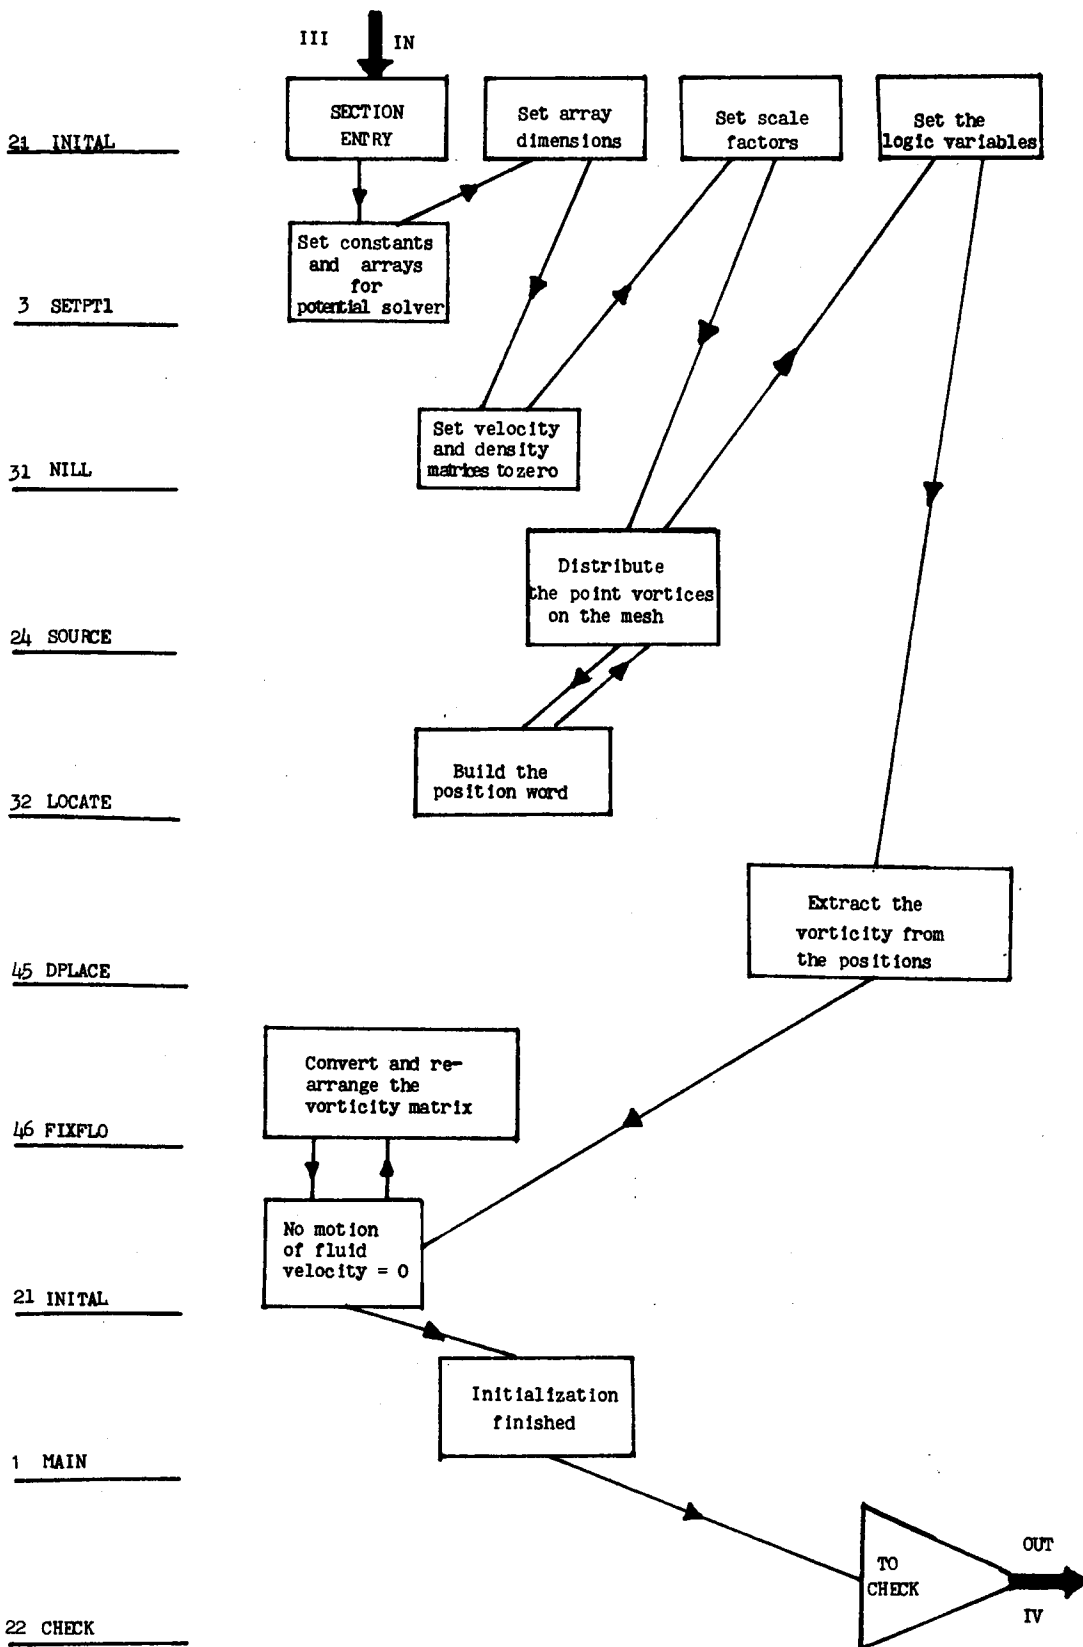 III
IN
21 INITAL
SECTION
ENTRY
Set array
dimensions
Set scale
factors
Set the
logic variables
3 SETPT1
Set constants
and arrays
for
potential solver
31 NILL
Set velocity
and density
matrices to zero
24 SOURCE
Distribute
the point vortices
on the mesh
32 LOCATE
Build the
position word
45 DPLACE
Extract the
vorticity from
the positions
46 FIXFLO
Convert and re-
arrange the
vorticity matrix
21 INITAL
No motion
of fluid
velocity = 0
1 MAIN
Initialization
finished
22 CHECK
TO
CHECK
OUT
IV